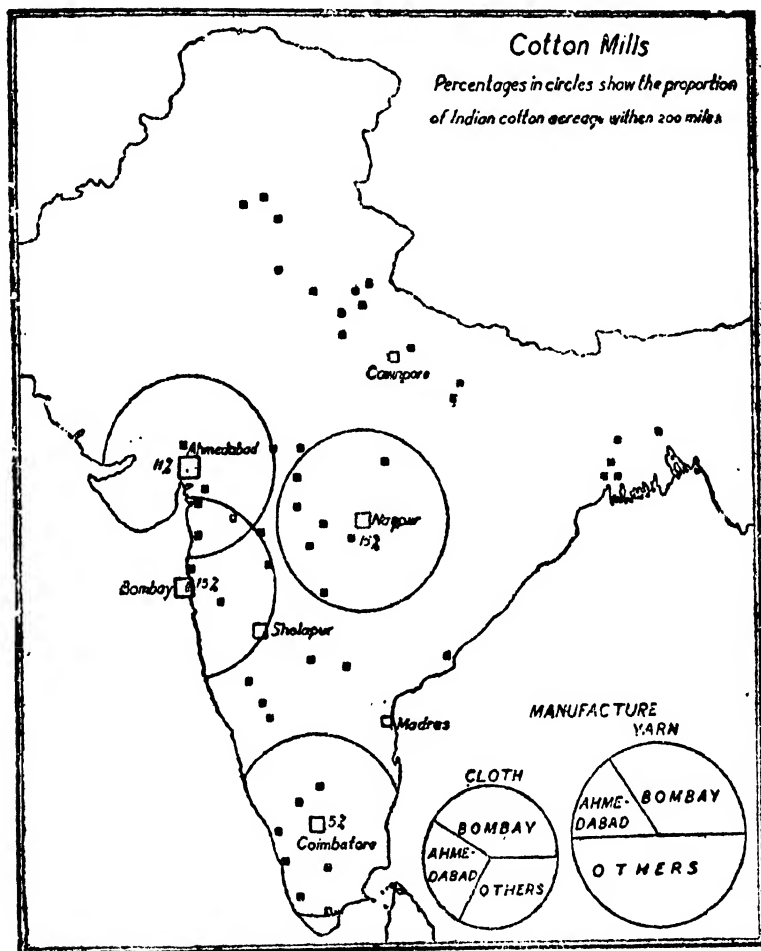 Cotton Mills
Percentages in circles show the proportion
of Indian cotton acreage within 200 miles
Cawnpore
Ahmedabad
11%
Nagpur
15%
Bombay
15%
Sholapur
Madras
MANUFACTURE
YARN
CLOTH
BOMBAY
AHME-
DABAD
OTHERS
BOMBAY
AHME-
DABAD
OTHERS
5%
Coimbatore